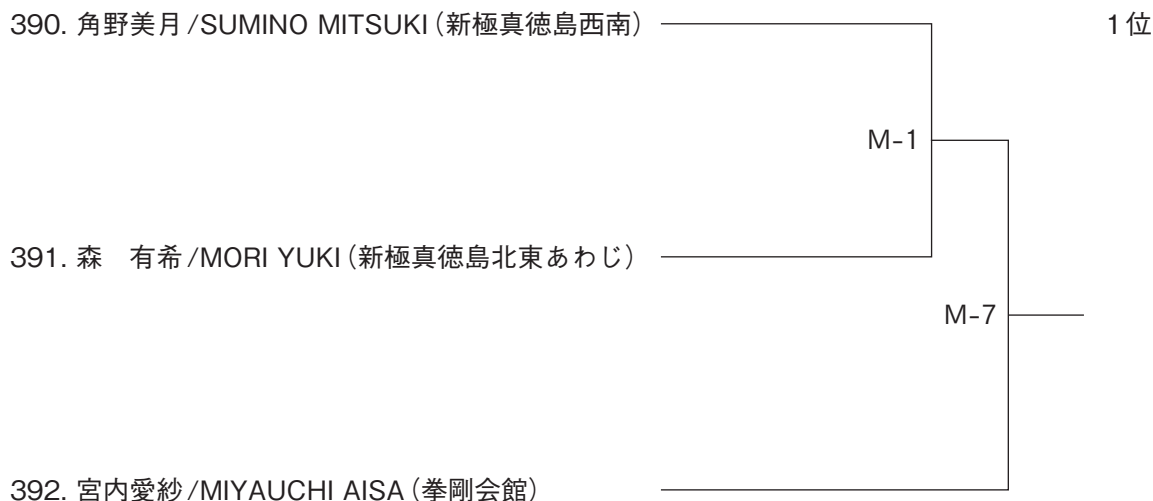 390. 角野美月/SUMINO MITSUKI（新極真徳島西南）
1位
M-1
391. 森　有希/MORI YUKI（新極真徳島北東あわじ）
M-7
392. 宮内愛紗/MIYAUCHI AISA（拳剛会館）